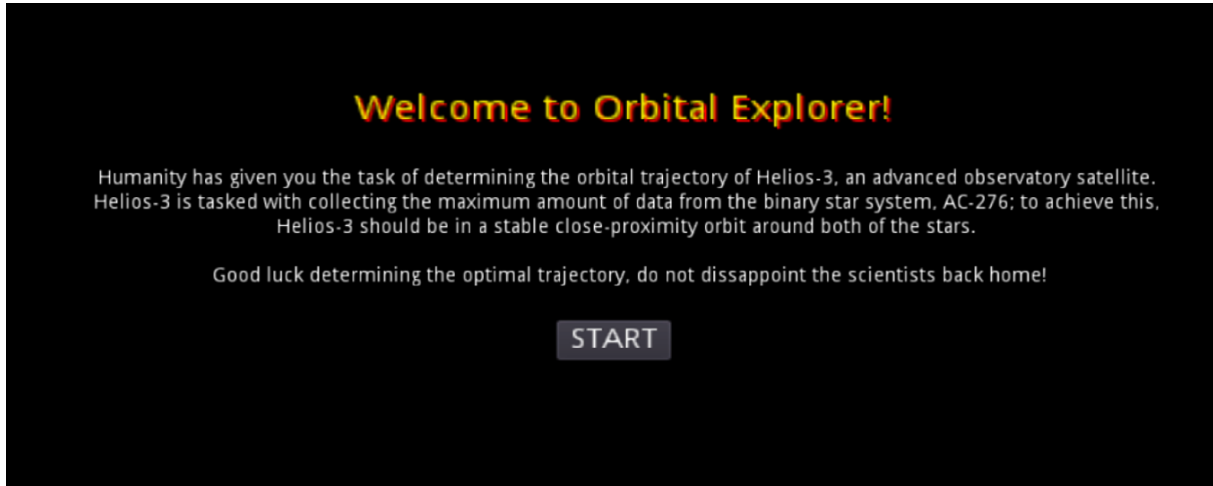 Welcome to Orbital Explorer!
Humanity has given you the task of determining the orbital trajectory of Helios-3, an advanced observatory satellite.
Helios-3 is tasked with collecting the maximum amount of data from the binary star system, AC-276; to achieve this,
Helios-3 should be in a stable close-proximity orbit around both of the stars.
Good luck determining the optimal trajectory, do not dissappoint the scientists back home!
START